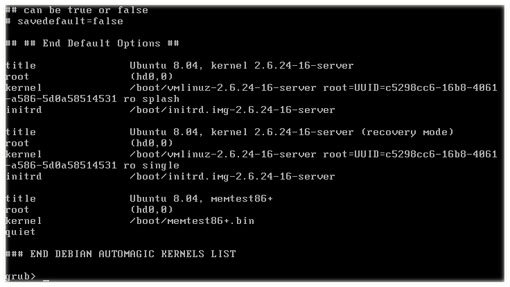 ## can be true or false
# savedefault=false
## ## End Default Options ##
title Ubuntu 8.04, kernel 2.6.24-16-server
root (hd0,0)
kernel /boot/vmlinuz-2.6.24-16-server root=UUID=c5298cc6-16b8-4061
-a586-5d0a58514531 ro splash
initrd /boot/initrd.img-2.6.24-16-server
title Ubuntu 8.04, kernel 2.6.24-16-server (recovery mode)
root (hd0,0)
kernel /boot/vmlinuz-2.6.24-16-server root=UUID=c5298cc6-16b8-4061
-a586-5d0a58514531 ro single
initrd /boot/initrd.img-2.6.24-16-server
title Ubuntu 8.04, memtest86+
root (hd0,0)
kernel /boot/memtest86+.bin
quiet
### END DEBIAN AUTOMAGIC KERNELS LIST
grub> _